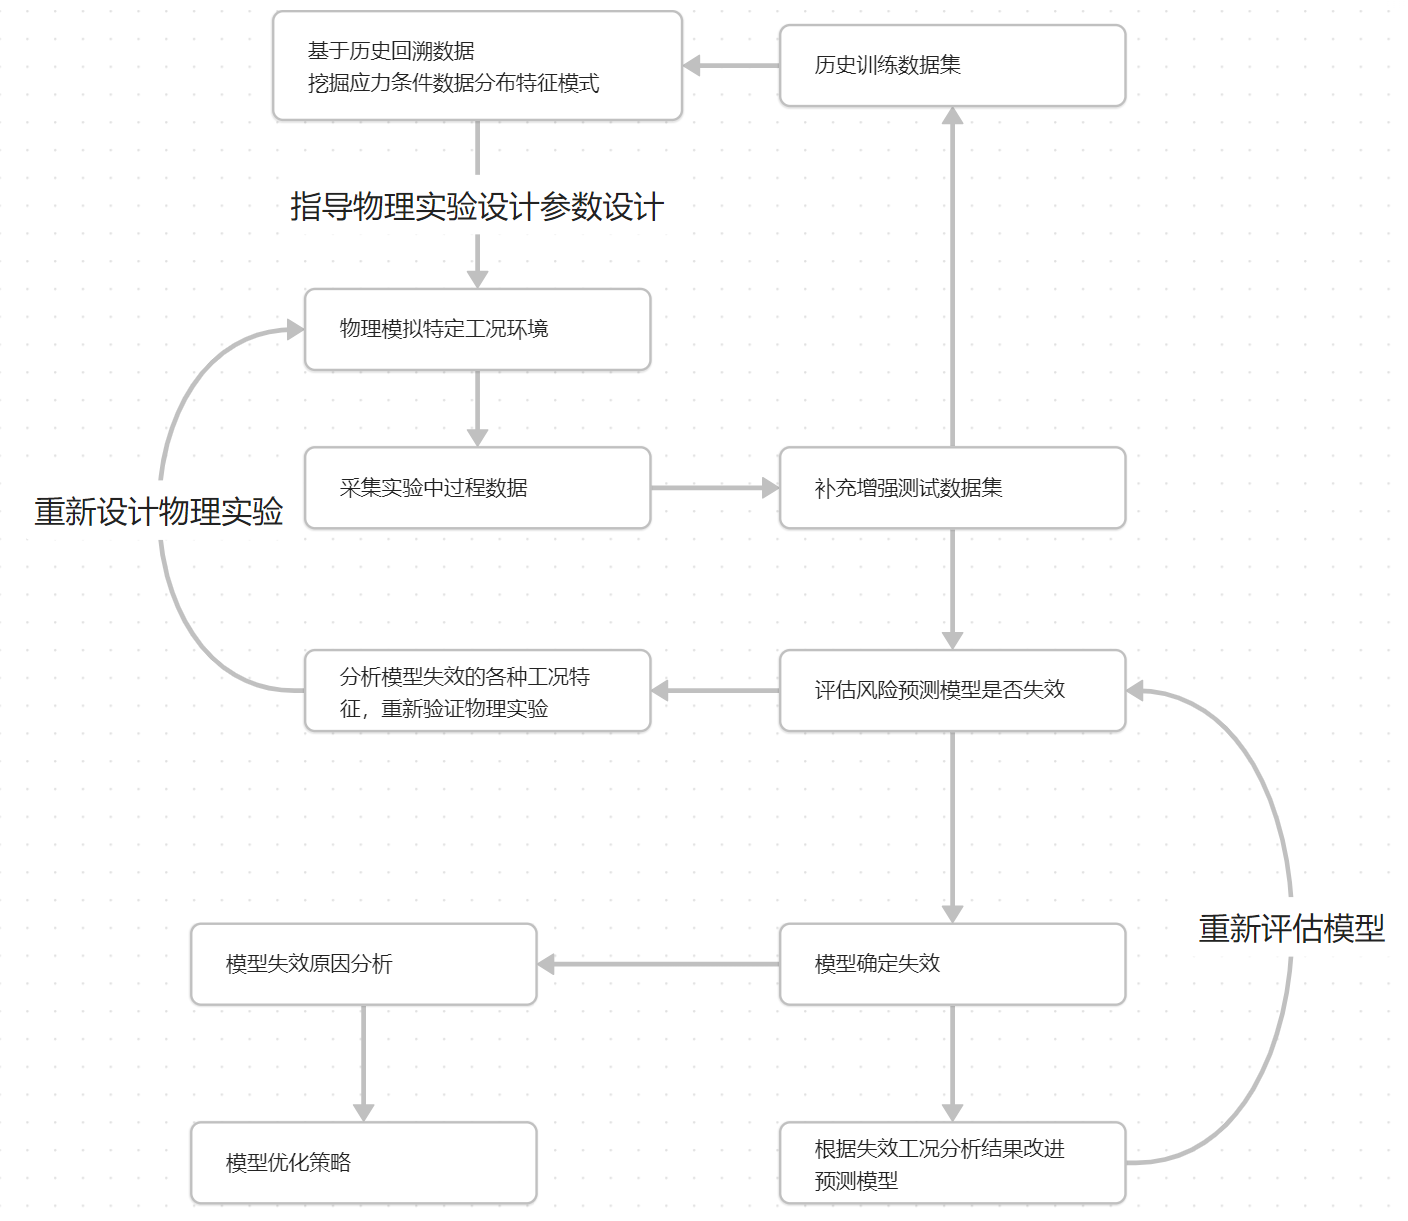 基于历史回溯数据
挖掘应力条件数据分布特征模式
历史训练数据集
指导物理实验设计参数设计
物理模拟特定工况环境
采集实验中过程数据
补充增强测试数据集
重新设计物理实验
分析模型失效的各种工况特
征，重新验证物理实验
评估风险预测模型是否失效
重新评估模型
模型失效原因分析
模型确定失效
模型优化策略
根据失效工况分析结果改进
预测模型